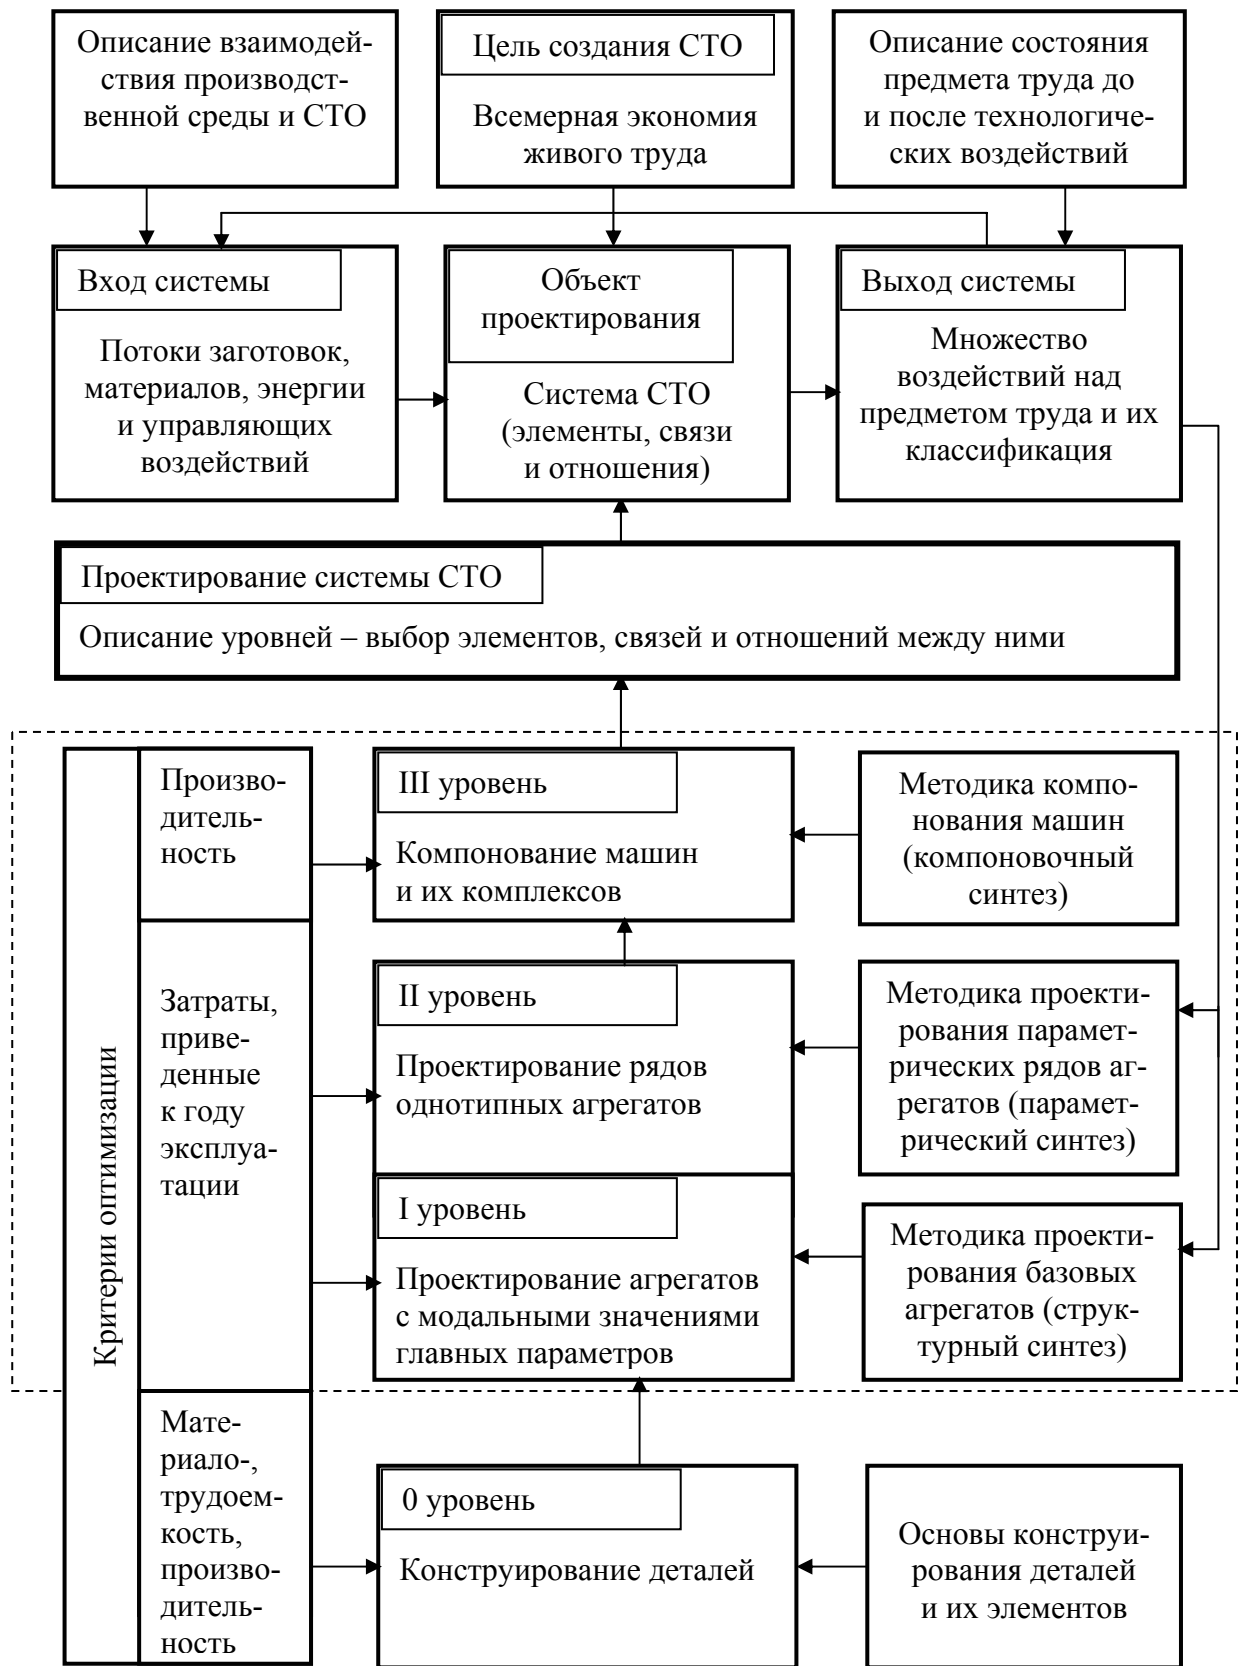 Описание взаимодей-
ствия производст-
венной среды и СТО
Цель создания СТО
Всемерная экономия
живого труда
Описание состояния
предмета труда до
и после технологиче-
ских воздействий
Вход системы
Потоки заготовок,
материалов, энергии
и управляющих
воздействий
Объект
проектирования
Система СТО
(элементы, связи
и отношения)
Выход системы
Множество
воздействий над
предметом труда и их
классификация
Проектирование системы СТО
Описание уровней – выбор элементов, связей и отношений между ними
Критерии оптимизации
Произво-
дитель-
ность
III уровень
Компонование машин
и их комплексов
Методика компо-
нования машин
(компоновочный
синтез)
Затраты,
приве-
денные
к году
эксплуа-
тации
II уровень
Проектирование рядов
однотипных агрегатов
Методика проекти-
рования парамет-
рических рядов аг-
регатов (парамет-
рический синтез)
I уровень
Проектирование агрегатов
с модальными значениями
главных параметров
Методика проекти-
рования базовых
агрегатов (струк-
турный синтез)
Мате-
риало-,
трудоем-
кость,
произво-
дитель-
ность
0 уровень
Конструирование деталей
Основы конструи-
рования деталей
и их элементов